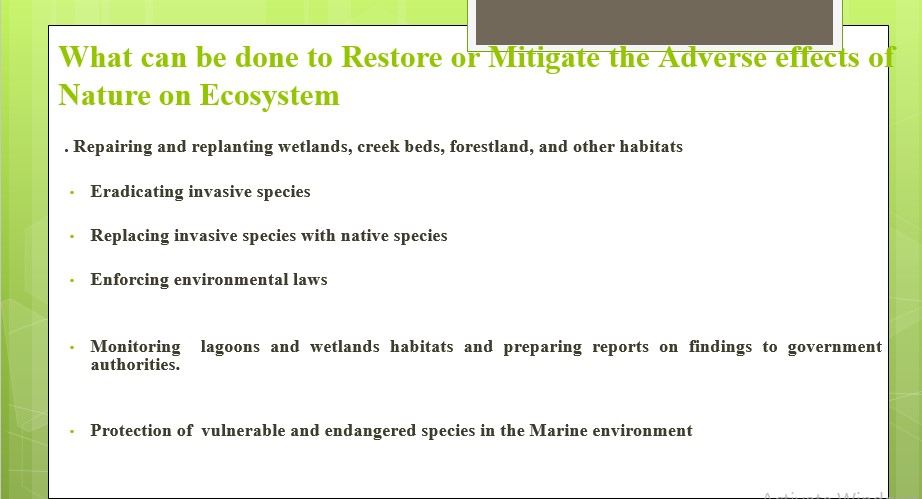 What can be done to Restore or Mitigate the Adverse effects of
Nature on Ecosystem
. Repairing and replanting wetlands, creek beds, forestland, and other habitats
• Eradicating invasive species
• Replacing invasive species with native species
• Enforcing environmental laws
• Monitoring lagoons and wetlands habitats and preparing reports on findings to government
authorities.
• Protection of vulnerable and endangered species in the Marine environment